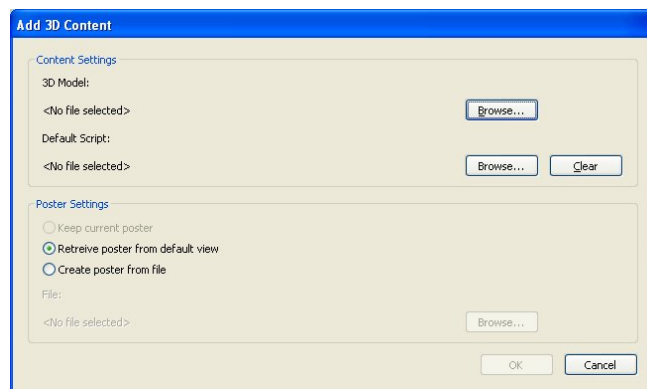 Add 3D Content
Content Settings
3D Model:
<No file selected>
Browse...
Default Script:
<No file selected>
Browse...
Clear
Poster Settings
Keep current poster
Retreive poster from default view
Create poster from file
File:
<No file selected>
Browse...
OK
Cancel